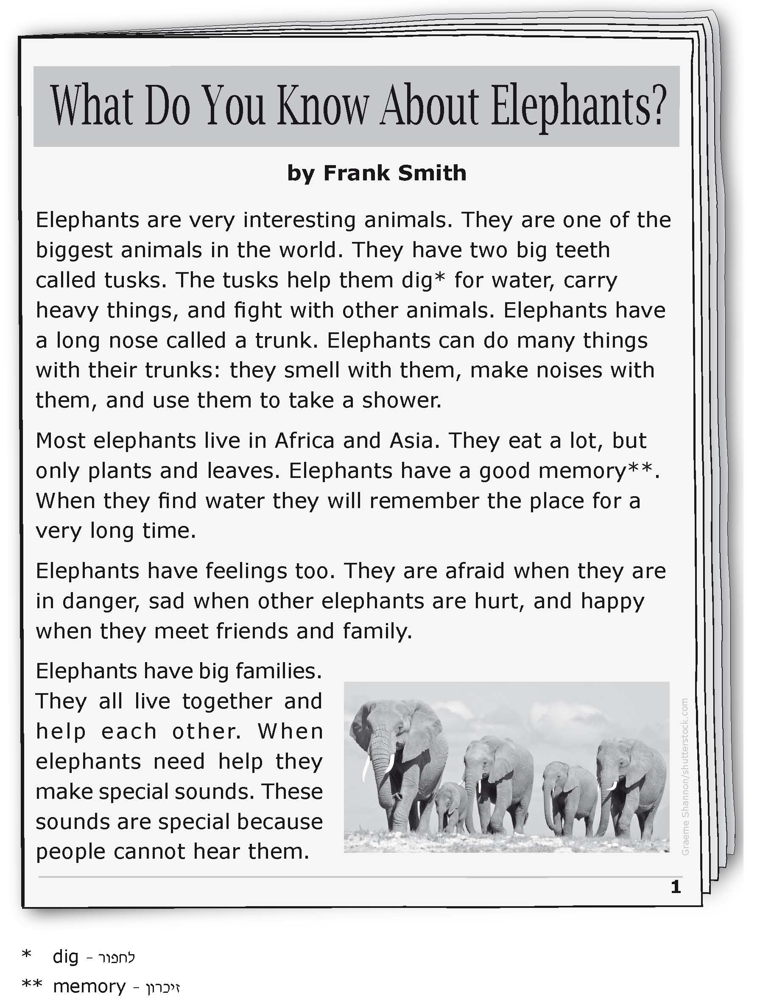 What Do You Know About Elephants?
by Frank Smith
Elephants are very interesting animals. They are one of the
biggest animals in the world. They have two big teeth
called tusks. The tusks help them dig* for water, carry
heavy things, and fight with other animals. Elephants have
a long nose called a trunk. Elephants can do many things
with their trunks: they smell with them, make noises with
them, and use them to take a shower.
Most elephants live in Africa and Asia. They eat a lot, but
only plants and leaves. Elephants have a good memory**.
When they find water they will remember the place for a
very long time.
Elephants have feelings too. They are afraid when they are
in danger, sad when other elephants are hurt, and happy
when they meet friends and family.
Elephants have big families.
They all live together and
help each other. When
elephants need help they
make special sounds. These
sounds are special because
people cannot hear them.
Graeme Shannon/shutterstock.com
1
* dig - לחפור
** memory - זיכרון